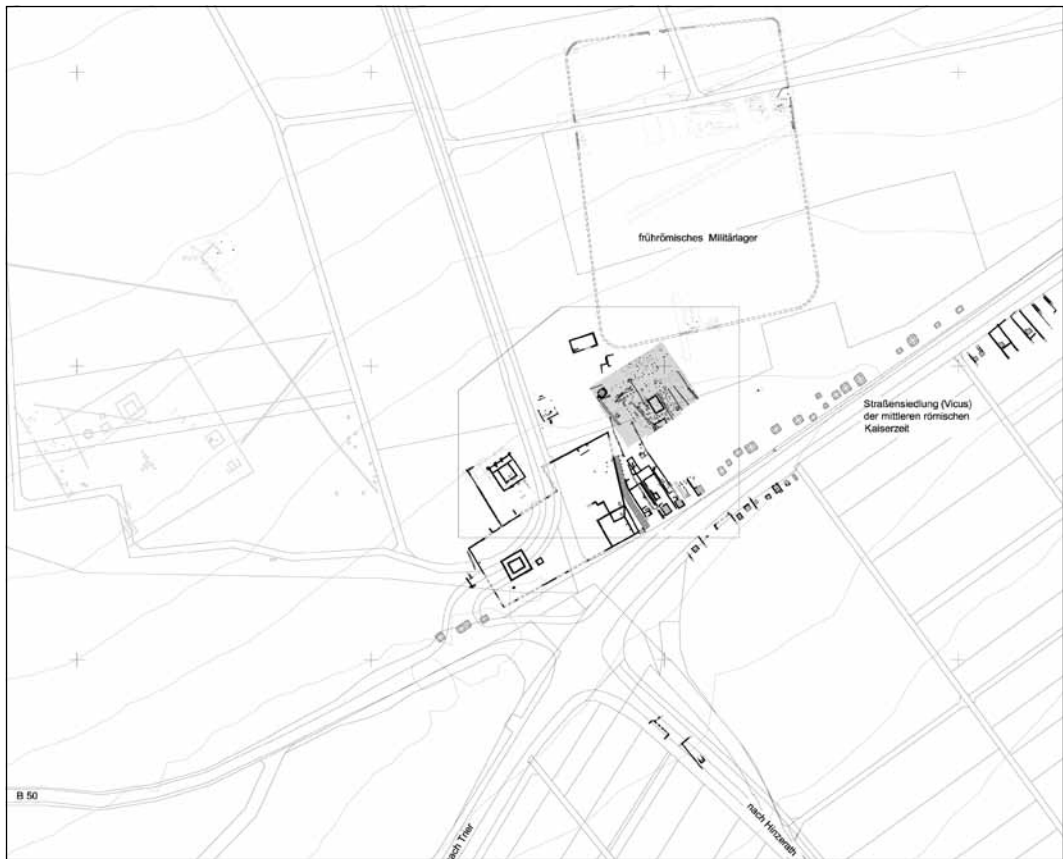 frührömisches Militärlager
Straßensiedlung (Vicus)
der mittleren römischen
Kaiserzeit
B 50
nach Trier
nach Hinzerath